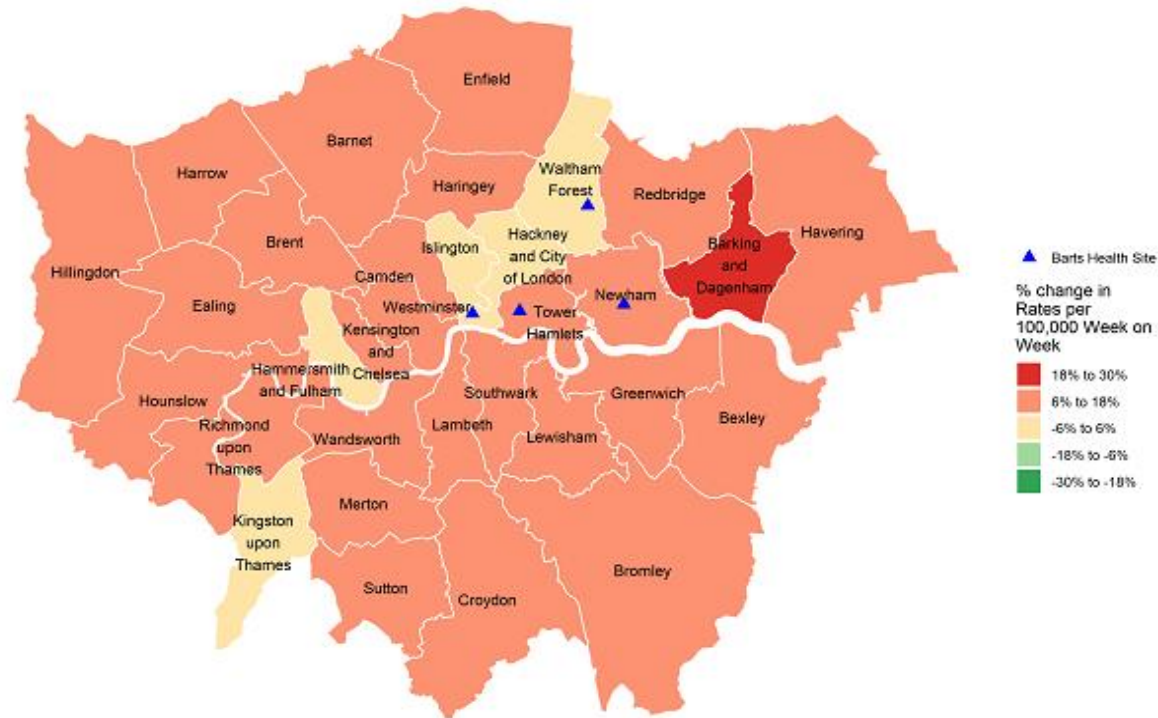 Enfield
Barnet
Harrow
Haringey
Waltham
Forest
Redbridge
Havering
Barking
and
Dagenham
Hillingdon
Brent
Islington
Hackney
and City
of London
Camden
Ealing
Westminster
Newham
Tower
Hamlets
Kensington
and
Chelsea
Hammersmith
and Fulham
Hounslow
Richmond
upon
Thames
Wandsworth
Lambeth
Southwark
Lewisham
Greenwich
Bexley
Kingston
upon
Thames
Merton
Sutton
Croydon
Bromley
Barts Health Site
% change in
Rates per
100,000 Week on
Week
18% to 30%
6% to 18%
-6% to 6%
-18% to -6%
-30% to -18%